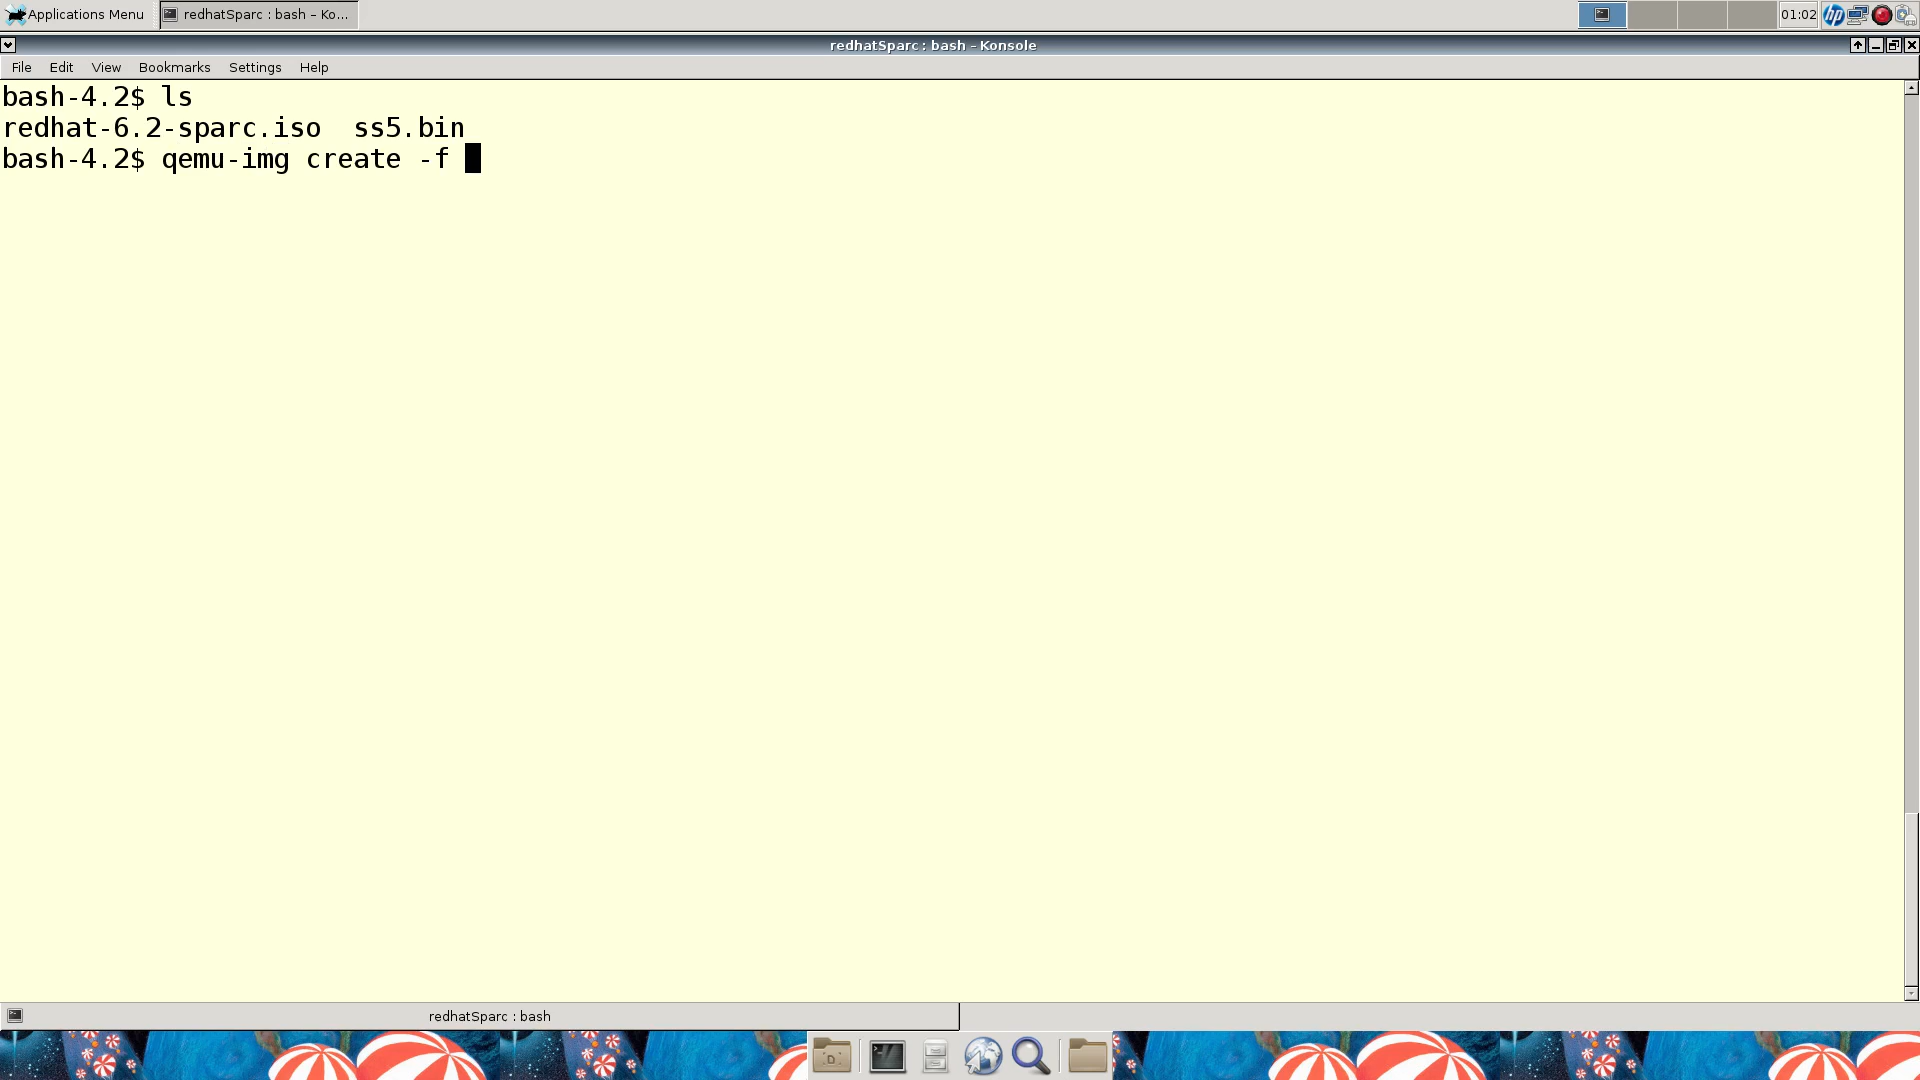 Applications Menu
redhatSparc : bash – Ko...
01:02
hp
redhatSparc : bash – Konsole
File Edit View Bookmarks Settings Help
bash-4.2$ ls
redhat-6.2-sparc.iso  ss5.bin
bash-4.2$ qemu-img create -f
redhatSparc : bash